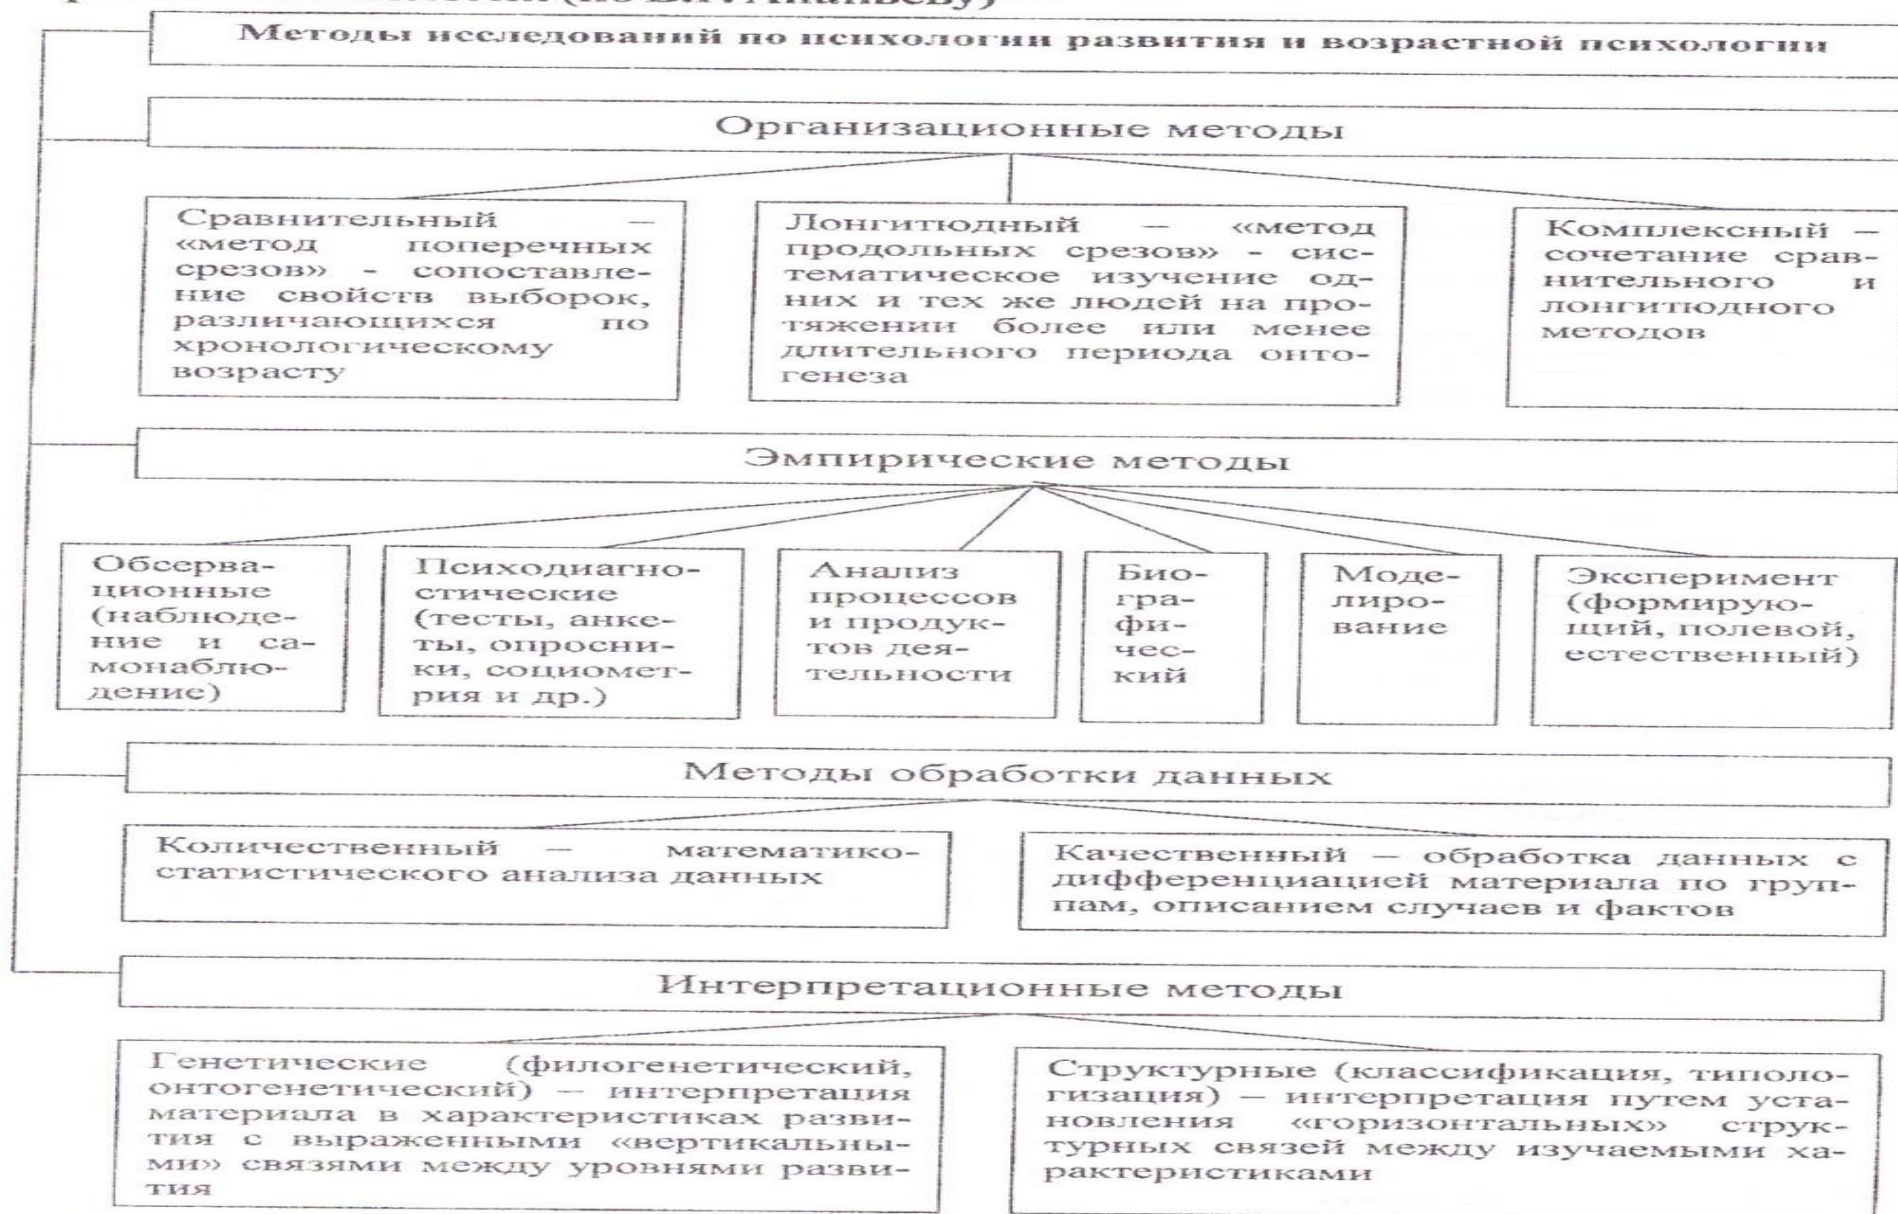 (по Б.Г. Ананьеву)
Методы исследований по психологии развития и возрастной психологии
Организационные методы
Сравнительный –
«метод поперечных
срезов» - сопоставле-
ние свойств выборок,
различающихся по
хронологическому
возрасту
Лонгитюдный – «метод
продольных срезов» - сис-
тематическое изучение од-
них и тех же людей на про-
тяжении более или менее
длительного периода онто-
генеза
Комплексный –
сочетание срав-
нительного и
лонгитюдного
методов
Эмпирические методы
Обсерва-
ционные
(наблюде-
ние и са-
монаблю-
дение)
Психодиагно-
стические
(тесты, анке-
ты, опросни-
ки, социомет-
рия и др.)
Анализ
процессов
и продук-
тов дея-
тельности
Био-
гра-
фи-
чес-
кий
Моде-
лиро-
вание
Эксперимент
(формирую-
щий, полевой,
естественный)
Методы обработки данных
Количественный – математико-
статистического анализа данных
Качественный – обработка данных с
дифференциацией материала по груп-
пам, описанием случаев и фактов
Интерпретационные методы
Генетические (филогенетический,
онтогенетический) – интерпретация
материала в характеристиках разви-
тия с выраженными «вертикальны-
ми» связями между уровнями разви-
тия
Структурные (классификация, типоло-
гизация) – интерпретация путем уста-
новления «горизонтальных» струк-
турных связей между изучаемыми ха-
рактеристиками